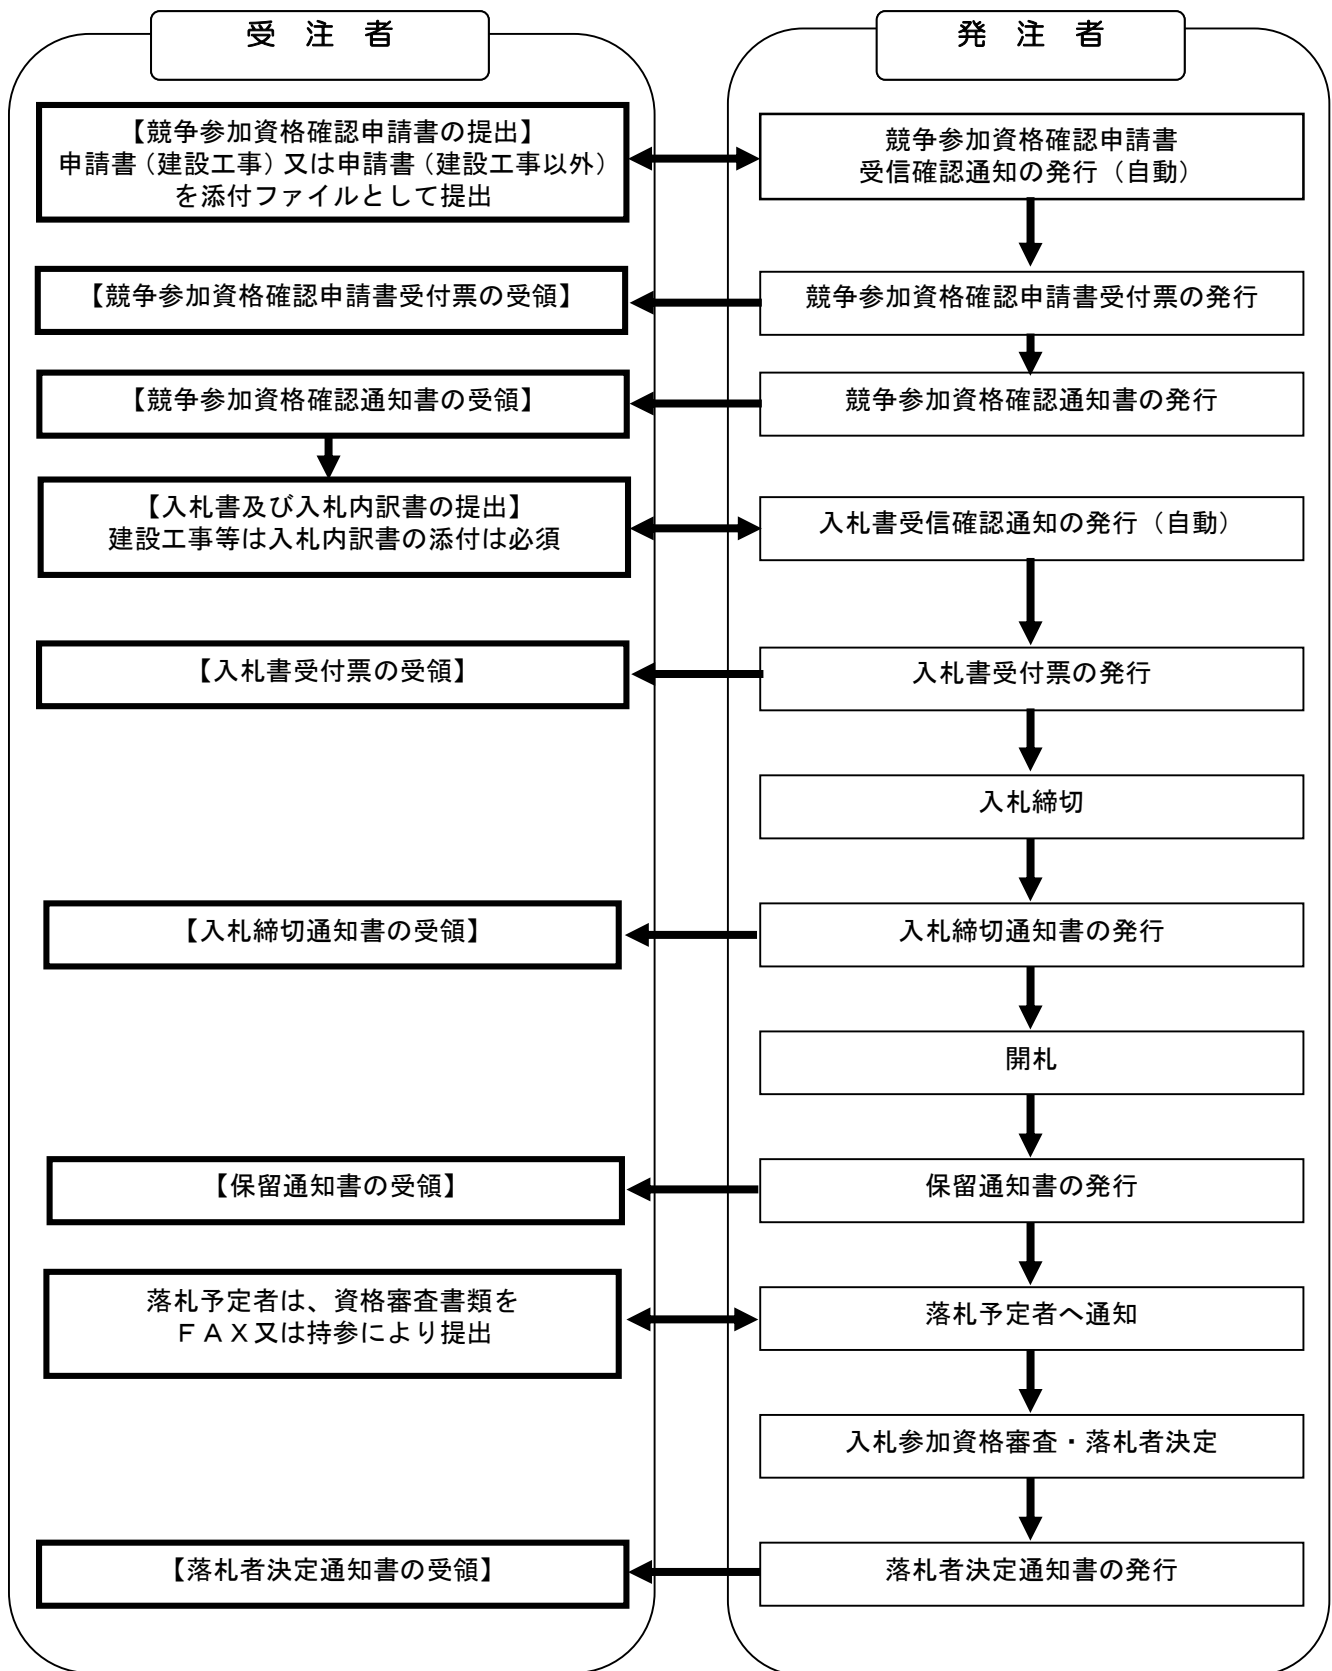 受 注 者
発 注 者
【競争参加資格確認申請書の提出】
申請書（建設工事）又は申請書（建設工事以外）
を添付ファイルとして提出
競争参加資格確認申請書
受信確認通知の発行（自動）
【競争参加資格確認申請書受付票の受領】
競争参加資格確認申請書受付票の発行
【競争参加資格確認通知書の受領】
競争参加資格確認通知書の発行
【入札書及び入札内訳書の提出】
建設工事等は入札内訳書の添付は必須
入札書受信確認通知の発行（自動）
【入札書受付票の受領】
入札書受付票の発行
入札締切
【入札締切通知書の受領】
入札締切通知書の発行
開札
【保留通知書の受領】
保留通知書の発行
落札予定者は、資格審査書類を
ＦＡＸ又は持参により提出
落札予定者へ通知
入札参加資格審査・落札者決定
【落札者決定通知書の受領】
落札者決定通知書の発行